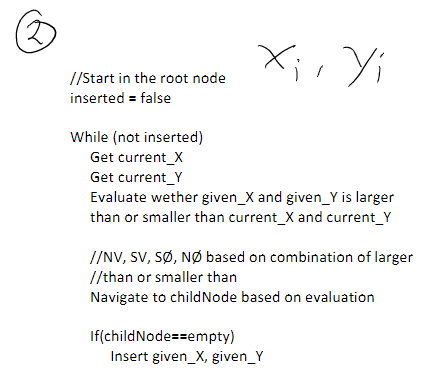 2
xi, yi
//Start in the root node
inserted = false
While (not inserted)
Get current_X
Get current_Y
Evaluate wether given_X and given_Y is larger
than or smaller than current_X and current_Y
//NV, SV, SØ, NØ based on combination of larger
//than or smaller than
Navigate to childNode based on evaluation
If(childNode==empty)
Insert given_X, given_Y